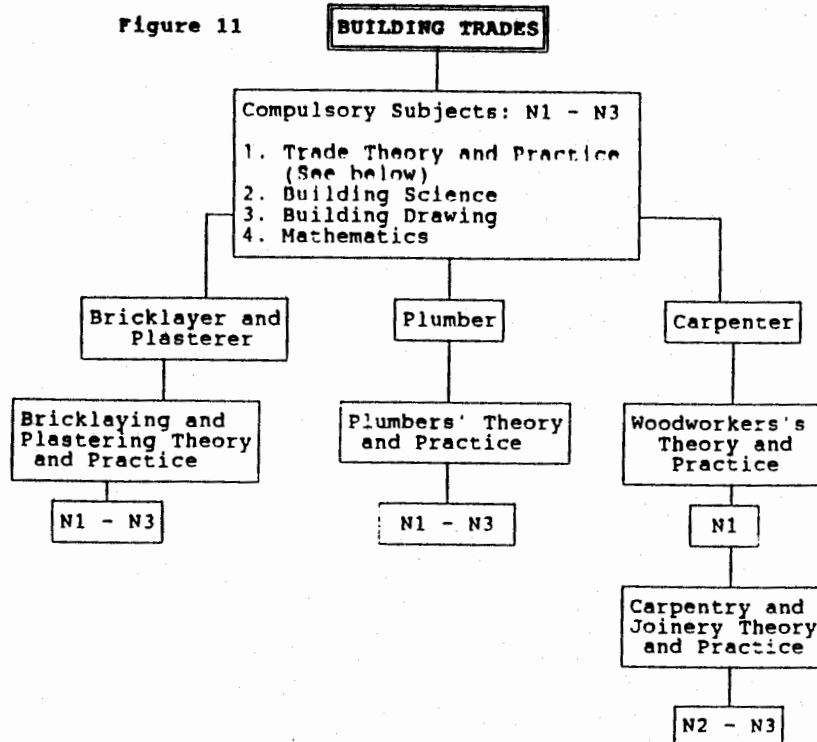 Figure 11
BUILDING TRADES
Compulsory Subjects: N1 - N3
1. Trade Theory and Practice
(See below)
2. Building Science
3. Building Drawing
4. Mathematics
Bricklayer and
Plasterer
Plumber
Carpenter
Bricklaying and
Plastering Theory
and Practice
Plumbers' Theory
and Practice
Woodworkers's
Theory and
Practice
N1 - N3
N1 - N3
N1
Carpentry and
Joinery Theory
and Practice
N2 - N3